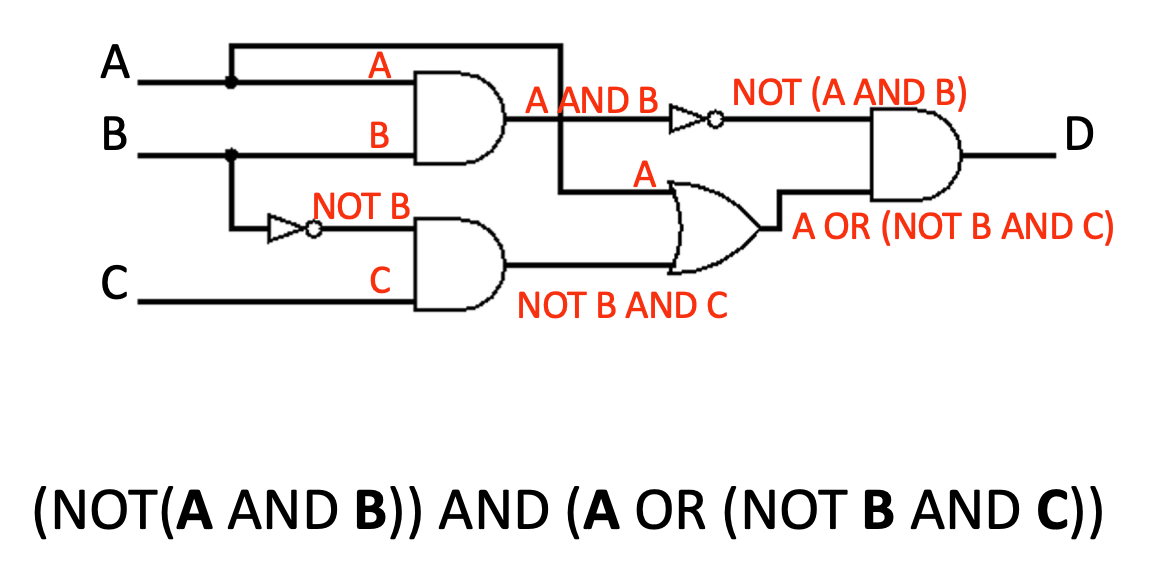 A
A
A AND B
NOT (A AND B)
B
B
D
A
NOT B
A OR (NOT B AND C)
C
C
NOT B AND C
(NOT(A AND B)) AND (A OR (NOT B AND C))